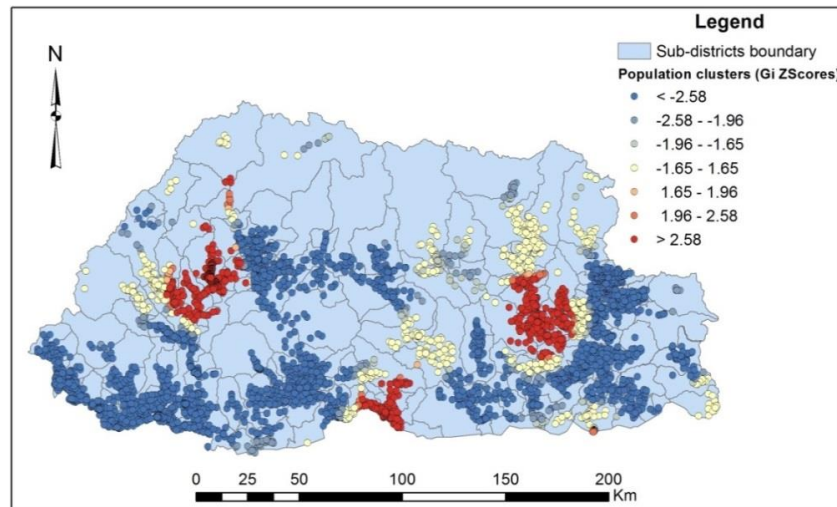 Legend
N
Sub-districts boundary
Population clusters (Gi ZScores)
< -2.58
-2.58 - -1.96
-1.96 - -1.65
-1.65 - 1.65
1.65 - 1.96
1.96 - 2.58
> 2.58
0 25 50 100 150 200
Km